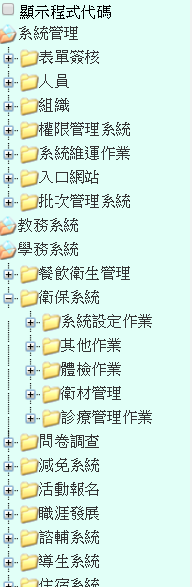 顯示程式代碼
系統管理
表單簽核
人員
組織
權限管理系統
系統維運作業
入口網站
批次管理系統
教務系統
學務系統
餐飲衛生管理
衛保系統
系統設定作業
其他作業
體檢作業
衛材管理
診療管理作業
問卷調查
減免系統
活動報名
職涯發展
諮輔系統
導生系統
住宿系統